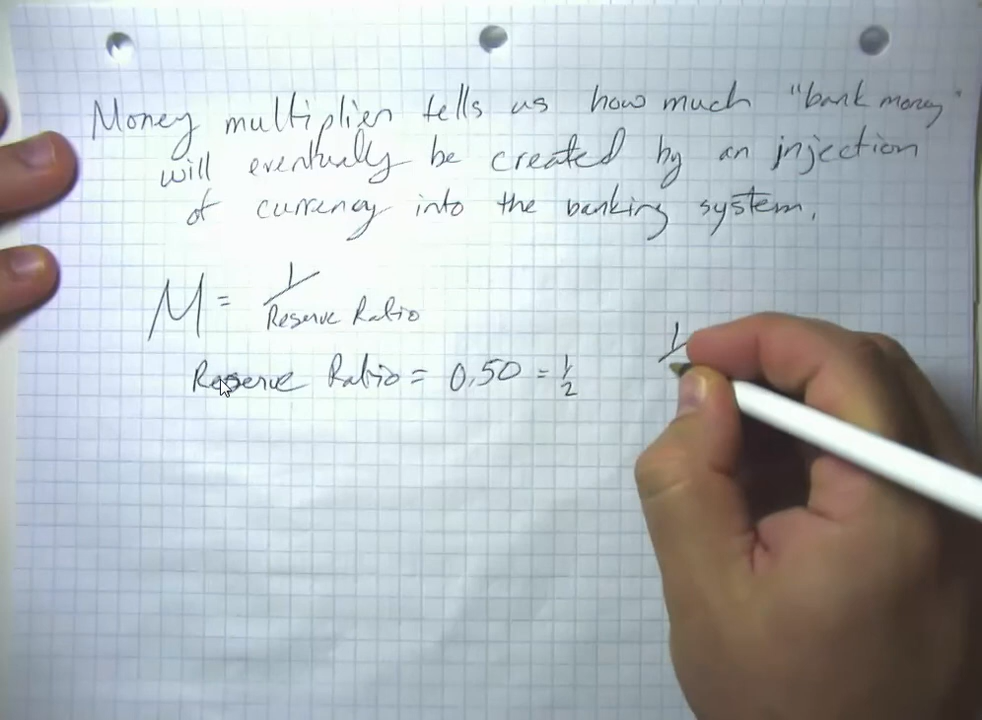 Money multiplier tells us how much "bank money"
will eventually be created by an injection
of currency into the banking system.
M = 1/Reserve Ratio
Reserve Ratio = 0.50 = 1/2
1/